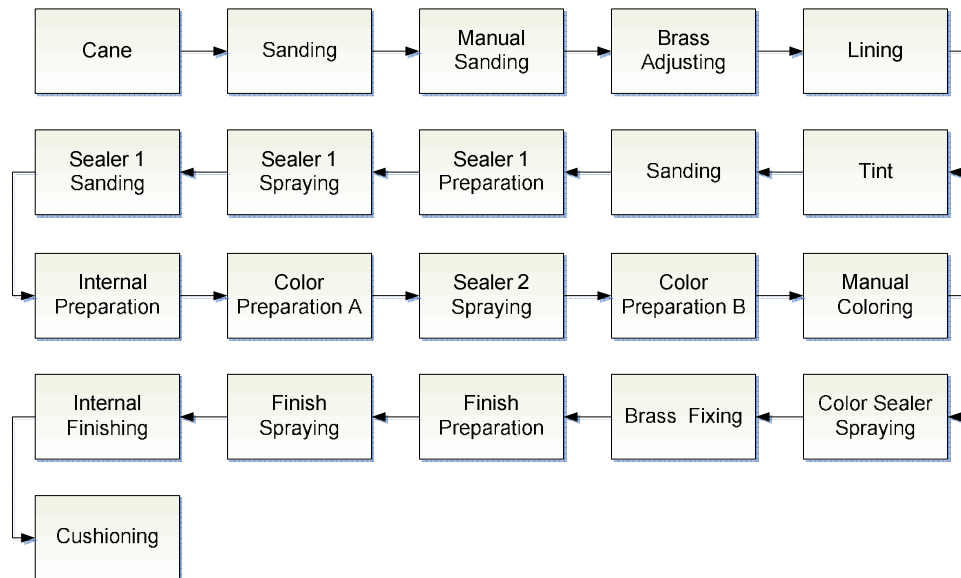 Cane
Sanding
Manual
Sanding
Brass
Adjusting
Lining
Tint
Sanding
Sealer 1
Preparation
Sealer 1
Spraying
Sealer 1
Sanding
Internal
Preparation
Color
Preparation A
Sealer 2
Spraying
Color
Preparation B
Manual
Coloring
Color Sealer
Spraying
Brass Fixing
Finish
Preparation
Finish
Spraying
Internal
Finishing
Cushioning